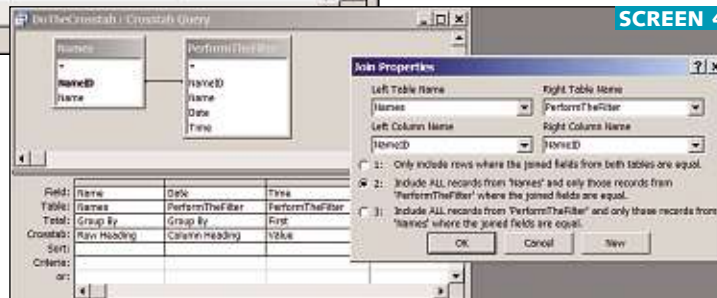 DoTheCrosstab : Crosstab Query
SCREEN 4
Names
*
NameID
Name
PerformTheFilter
*
NameID
Name
Date
Time
Join Properties
Left Table Name
Right Table Name
Names
PerformTheFilter
Left Column Name
Right Column Name
NameID
NameID
1: Only include rows where the joined fields from both tables are equal.
2: Include ALL records from 'Names' and only those records from
'PerformTheFilter' where the joined fields are equal.
3: Include ALL records from 'PerformTheFilter' and only those records from
'Names' where the joined fields are equal.
OK Cancel New
Field: Name Date Time
Table: Names PerformTheFilter PerformTheFilter
Total: Group By Group By First
Crosstab: Row Heading Column Heading Value
Sort:
Criteria:
or: